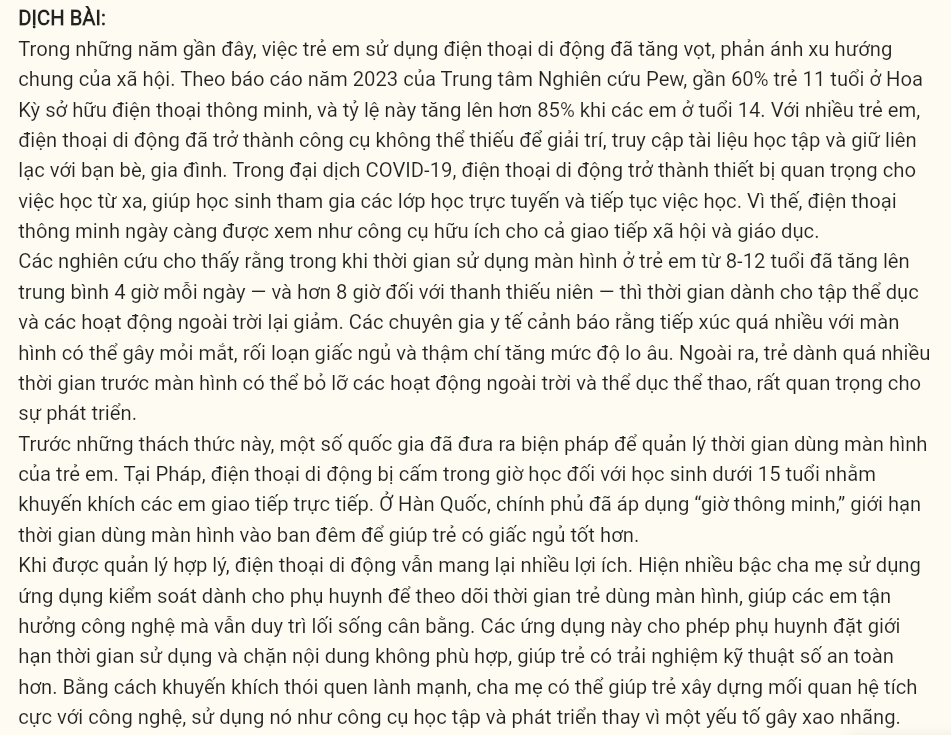 DỊCH BÀI:
Trong những năm gần đây, việc trẻ em sử dụng điện thoại di động đã tăng vọt, phản ánh xu hướng
chung của xã hội. Theo báo cáo năm 2023 của Trung tâm Nghiên cứu Pew, gần 60% trẻ 11 tuổi ở Hoa
Kỳ sở hữu điện thoại thông minh, và tỷ lệ này tăng lên hơn 85% khi các em ở tuổi 14. Với nhiều trẻ em,
điện thoại di động đã trở thành công cụ không thể thiếu để giải trí, truy cập tài liệu học tập và giữ liên
lạc với bạn bè, gia đình. Trong đại dịch COVID-19, điện thoại di động trở thành thiết bị quan trọng cho
việc học từ xa, giúp học sinh tham gia các lớp học trực tuyến và tiếp tục việc học. Vì thế, điện thoại
thông minh ngày càng được xem như công cụ hữu ích cho cả giao tiếp xã hội và giáo dục.
Các nghiên cứu cho thấy rằng trong khi thời gian sử dụng màn hình ở trẻ em từ 8-12 tuổi đã tăng lên
trung bình 4 giờ mỗi ngày — và hơn 8 giờ đối với thanh thiếu niên — thì thời gian dành cho tập thể dục
và các hoạt động ngoài trời lại giảm. Các chuyên gia y tế cảnh báo rằng tiếp xúc quá nhiều với màn
hình có thể gây mỏi mắt, rối loạn giấc ngủ và thậm chí tăng mức độ lo âu. Ngoài ra, trẻ dành quá nhiều
thời gian trước màn hình có thể bỏ lỡ các hoạt động ngoài trời và thể dục thể thao, rất quan trọng cho
sự phát triển.
Trước những thách thức này, một số quốc gia đã đưa ra biện pháp để quản lý thời gian dùng màn hình
của trẻ em. Tại Pháp, điện thoại di động bị cấm trong giờ học đối với học sinh dưới 15 tuổi nhằm
khuyến khích các em giao tiếp trực tiếp. Ở Hàn Quốc, chính phủ đã áp dụng “giờ thông minh,” giới hạn
thời gian dùng màn hình vào ban đêm để giúp trẻ có giấc ngủ tốt hơn.
Khi được quản lý hợp lý, điện thoại di động vẫn mang lại nhiều lợi ích. Hiện nhiều bậc cha mẹ sử dụng
ứng dụng kiểm soát dành cho phụ huynh để theo dõi thời gian trẻ dùng màn hình, giúp các em tận
hưởng công nghệ mà vẫn duy trì lối sống cân bằng. Các ứng dụng này cho phép phụ huynh đặt giới
hạn thời gian sử dụng và chặn nội dung không phù hợp, giúp trẻ có trải nghiệm kỹ thuật số an toàn
hơn. Bằng cách khuyến khích thói quen lành mạnh, cha mẹ có thể giúp trẻ xây dựng mối quan hệ tích
cực với công nghệ, sử dụng nó như công cụ học tập và phát triển thay vì một yếu tố gây xao nhãng.